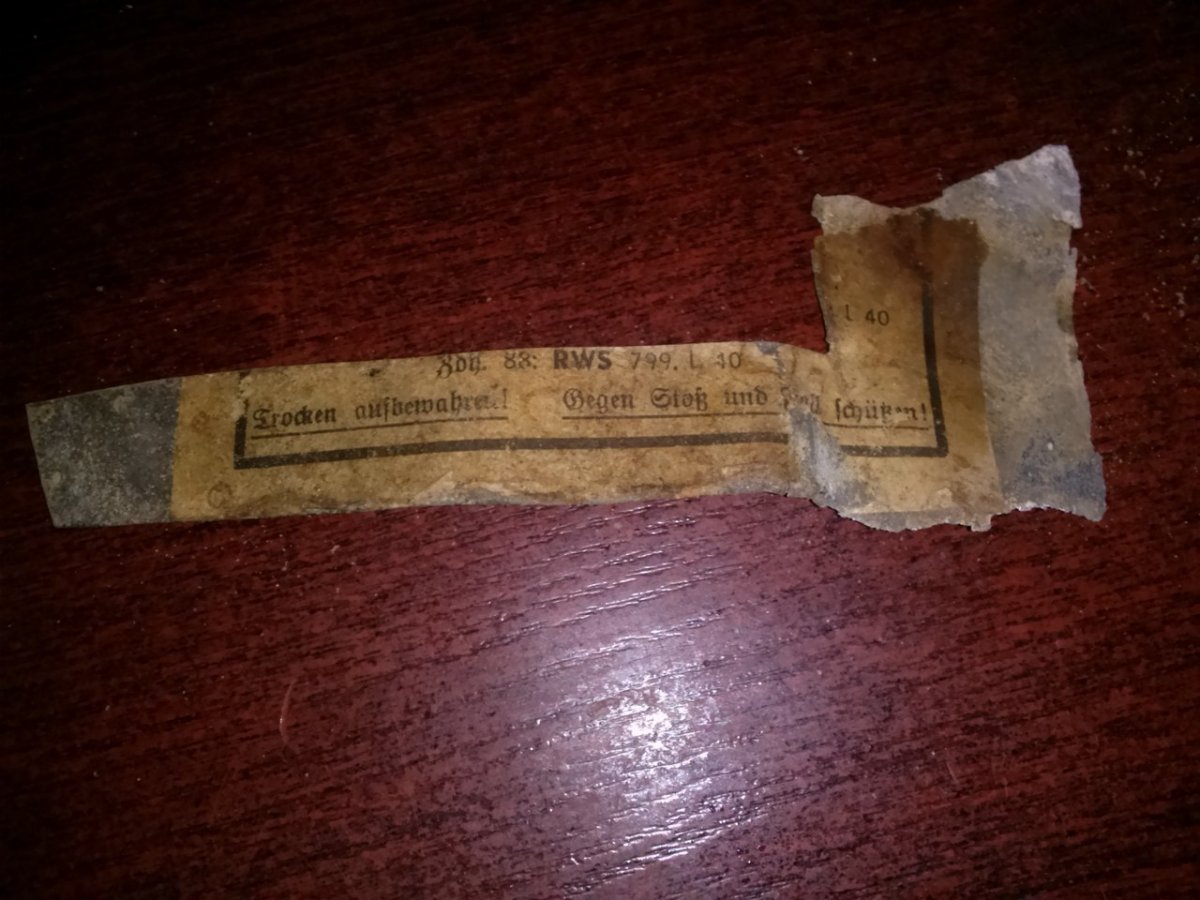 L 40
Zdh. 88: RWS 799. L. 40
Trocken aufbewahren! Gegen Stoß und schützen!